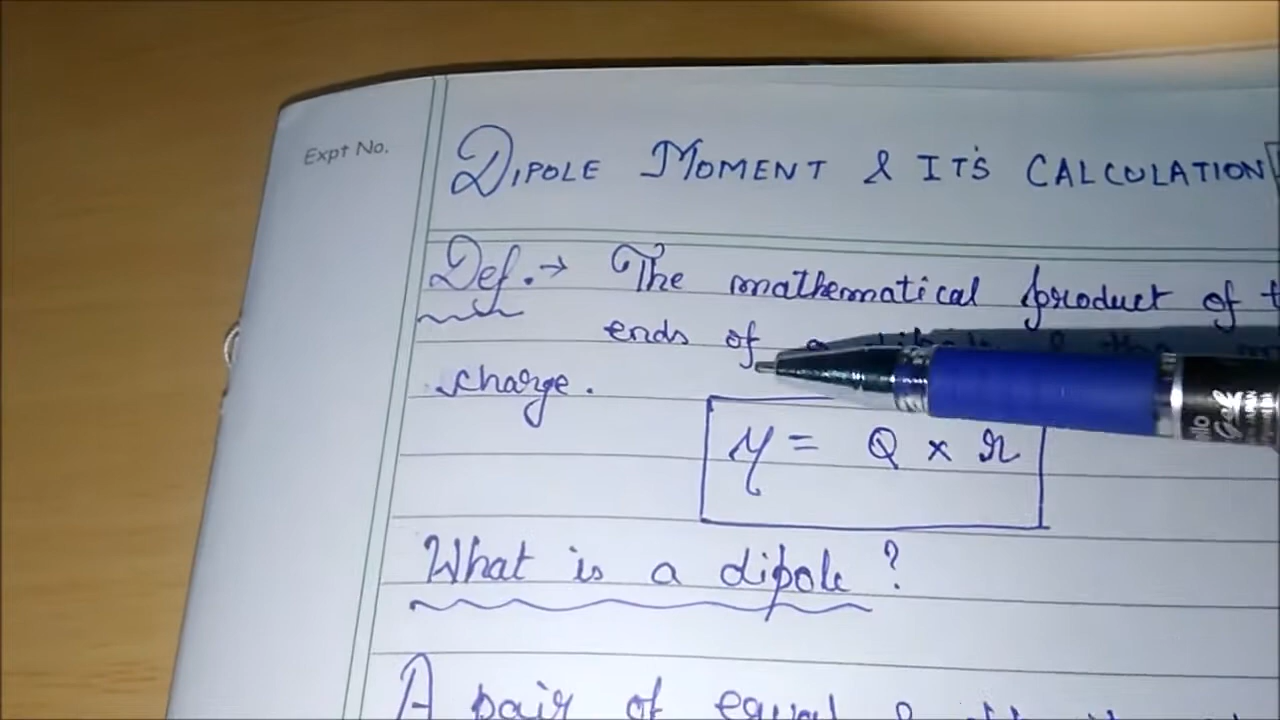 Expt No.
DIPOLE MOMENT & IT'S CALCULATION
Def. → The mathematical product of
ends of a
charge.
η = Q × r
What is a dipole ?
A pair of equal &